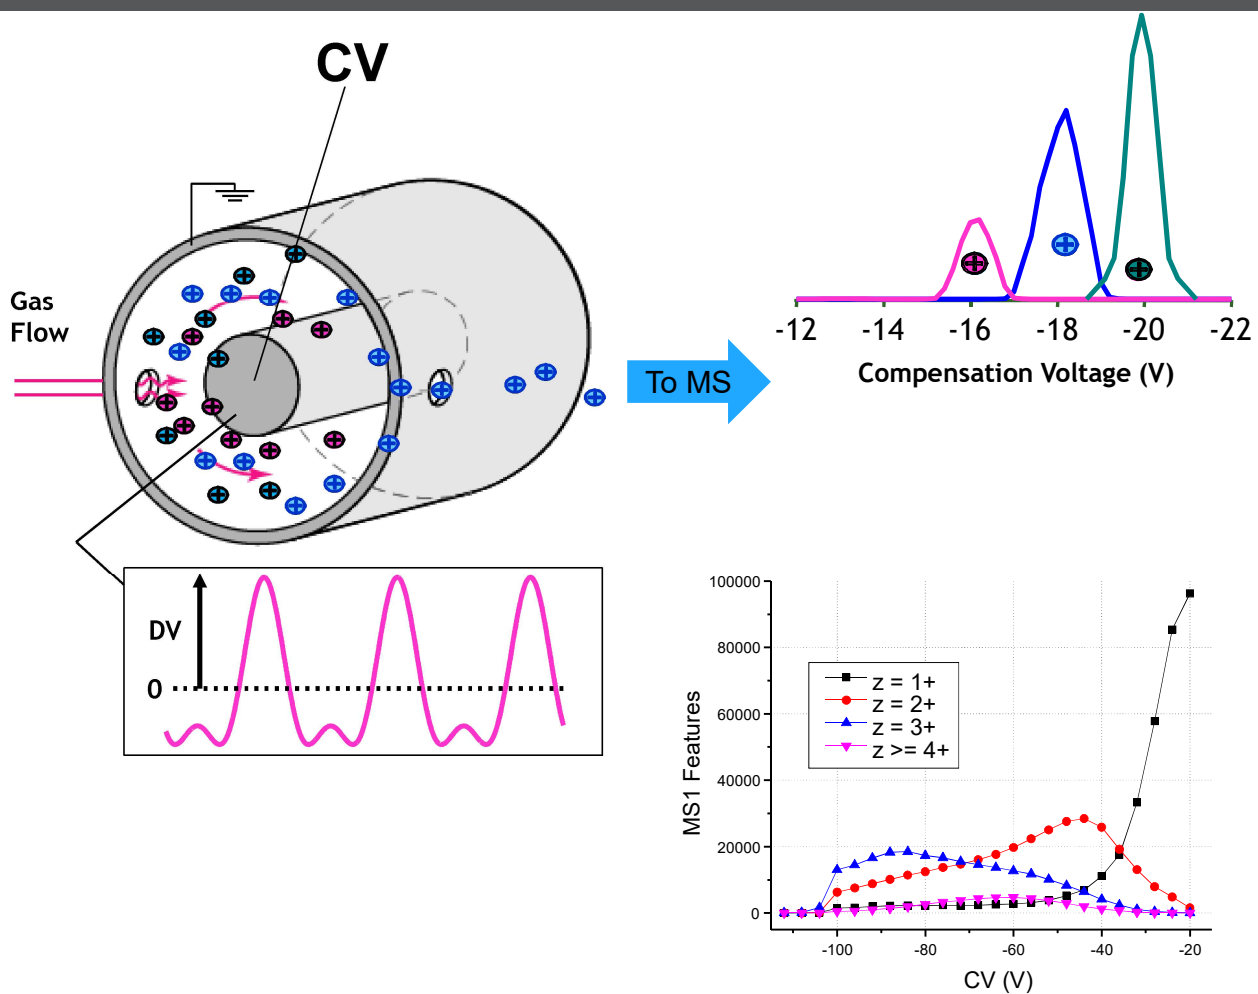 CV
Gas
Flow
To MS
-12 -14 -16 -18 -20 -22
Compensation Voltage (V)
DV
0
100000
80000
60000
40000
20000
0
MS1 Features
z = 1+
z = 2+
z = 3+
z >= 4+
-100 -80 -60 -40 -20
CV (V)